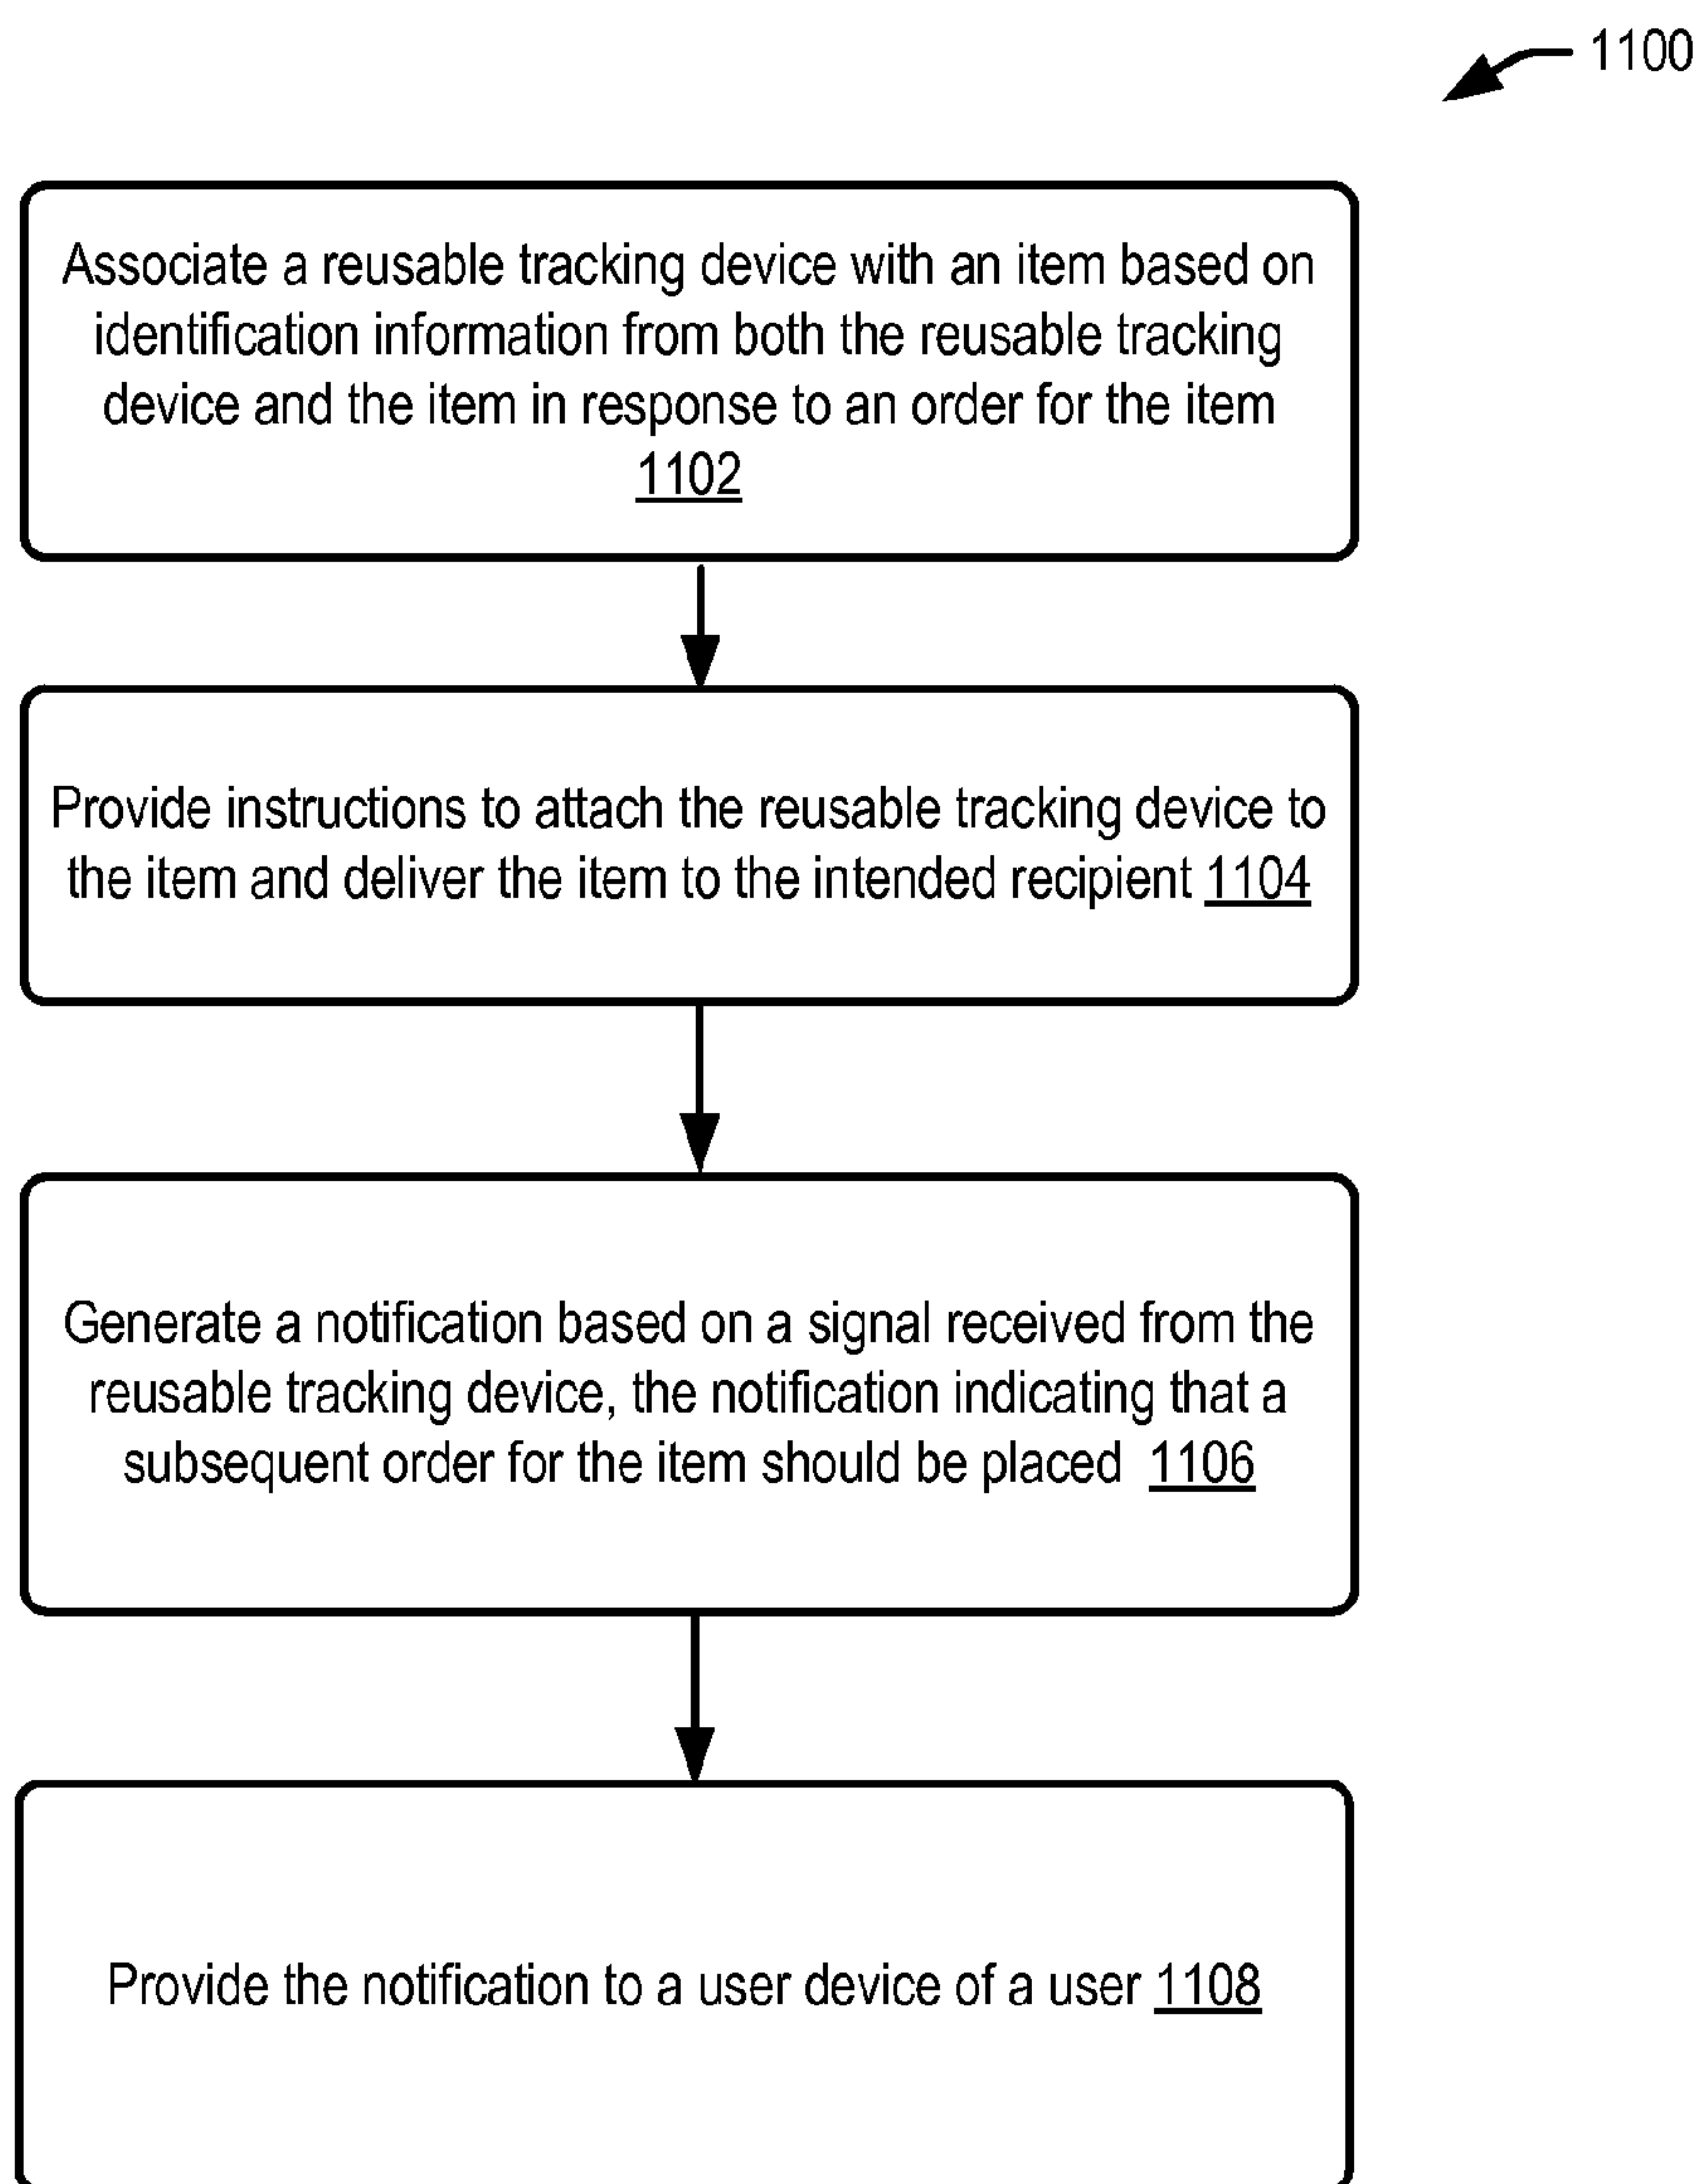 1100
Associate a reusable tracking device with an item based on
identification information from both the reusable tracking
device and the item in response to an order for the item
1102
Provide instructions to attach the reusable tracking device to
the item and deliver the item to the intended recipient 1104
Generate a notification based on a signal received from the
reusable tracking device, the notification indicating that a
subsequent order for the item should be placed 1106
Provide the notification to a user device of a user 1108